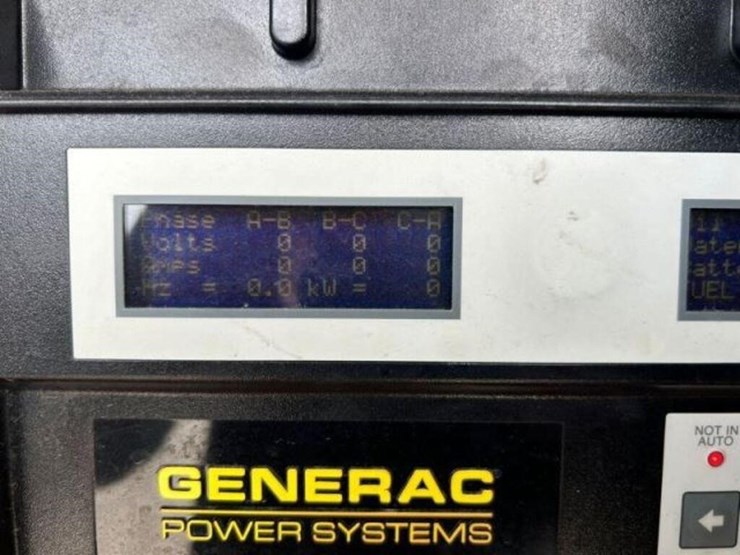 Phase A-B B-C C-A
Volts 0 0 0
Amps 0 0 0
Hz = 0.0 kW = 0
UEL
GENERAC
POWER SYSTEMS
NOT IN
AUTO